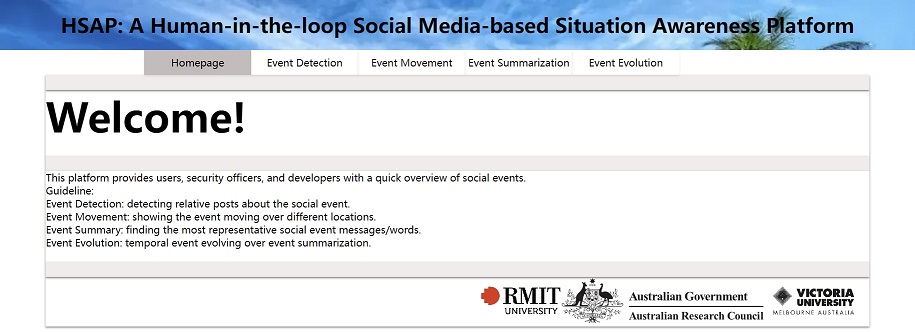 HSAP: A Human-in-the-loop Social Media-based Situation Awareness Platform
Homepage Event Detection Event Movement Event Summarization Event Evolution
Welcome!
This platform provides users, security officers, and developers with a quick overview of social events.
Guideline:
Event Detection: detecting relative posts about the social event.
Event Movement: showing the event moving over different locations.
Event Summary: finding the most representative social event messages/words.
Event Evolution: temporal event evolving over event summarization.
RMIT
UNIVERSITY
Australian Government
Australian Research Council
VICTORIA
UNIVERSITY
MELBOURNE AUSTRALIA